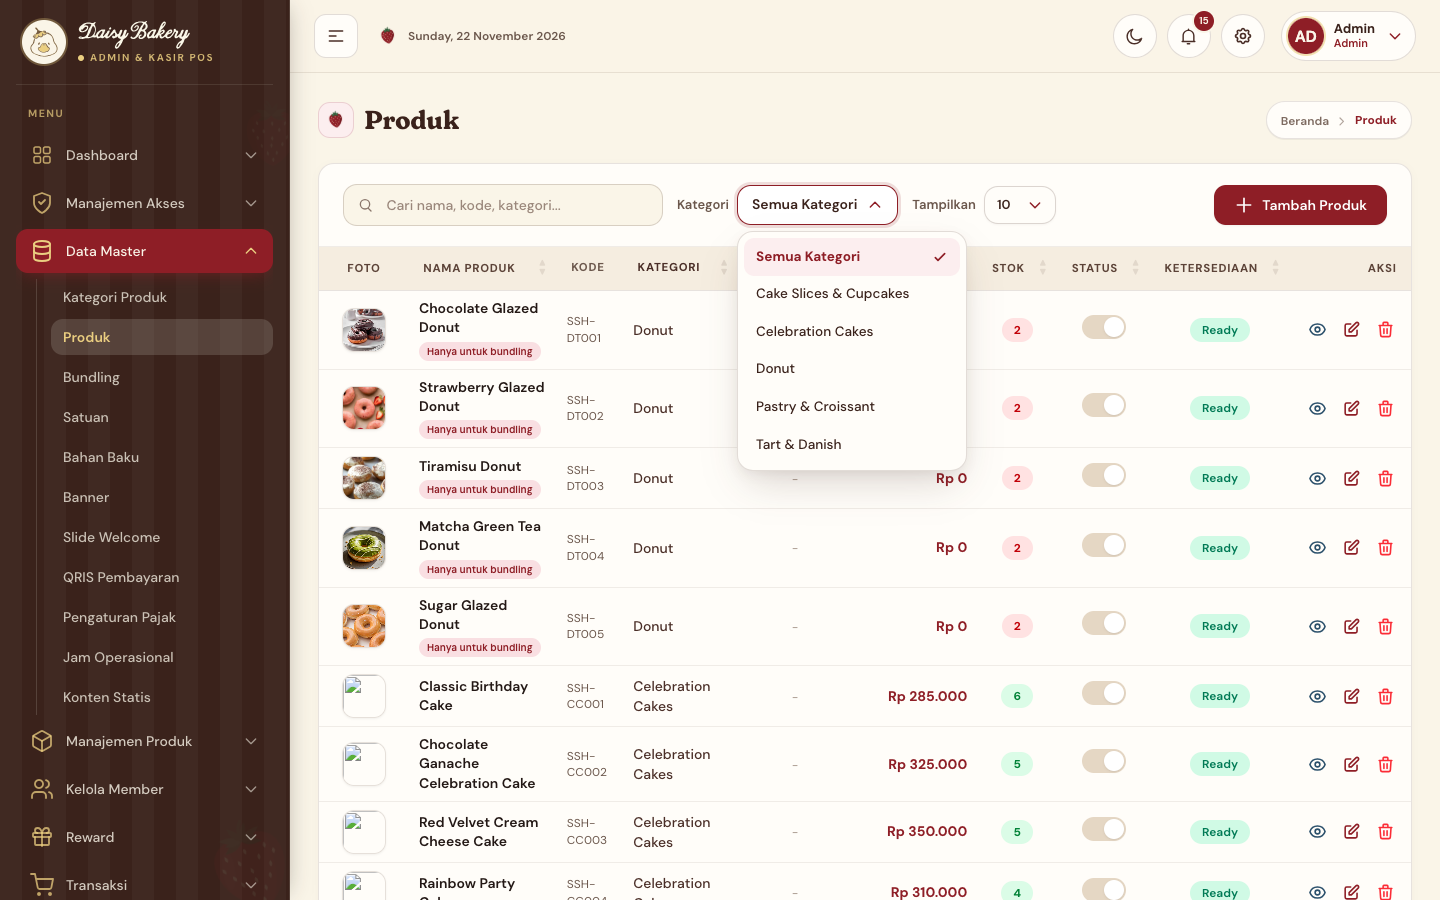 Daisy Bakery
ADMIN & KASIR POS
MENU
Dashboard
Manajemen Akses
Data Master
Kategori Produk
Produk
Bundling
Satuan
Bahan Baku
Banner
Slide Welcome
QRIS Pembayaran
Pengaturan Pajak
Jam Operasional
Konten Statis
Manajemen Produk
Kelola Member
Reward
Transaksi
Sunday, 22 November 2026
15
AD
Admin
Admin
Produk
Beranda
Produk
Cari nama, kode, kategori...
Kategori
Semua Kategori
Tampilkan
10
Tambah Produk
Semua Kategori
Cake Slices & Cupcakes
Celebration Cakes
Donut
Pastry & Croissant
Tart & Danish
FOTO
NAMA PRODUK
KODE
KATEGORI
STOK
STATUS
KETERSEDIAAN
AKSI
Chocolate Glazed
Donut
Hanya untuk bundling
SSH-
DT001
Donut
2
Ready
Strawberry Glazed
Donut
Hanya untuk bundling
SSH-
DT002
Donut
2
Ready
Tiramisu Donut
Hanya untuk bundling
SSH-
DT003
Donut
-
Rp 0
2
Ready
Matcha Green Tea
Donut
Hanya untuk bundling
SSH-
DT004
Donut
-
Rp 0
2
Ready
Sugar Glazed
Donut
Hanya untuk bundling
SSH-
DT005
Donut
-
Rp 0
2
Ready
Classic Birthday
Cake
SSH-
CC001
Celebration
Cakes
-
Rp 285.000
6
Ready
Chocolate
Ganache
Celebration Cake
SSH-
CC002
Celebration
Cakes
-
Rp 325.000
5
Ready
Red Velvet Cream
Cheese Cake
SSH-
CC003
Celebration
Cakes
-
Rp 350.000
5
Ready
Rainbow Party
SSH-
Celebration
-
Rp 310.000
4
Ready